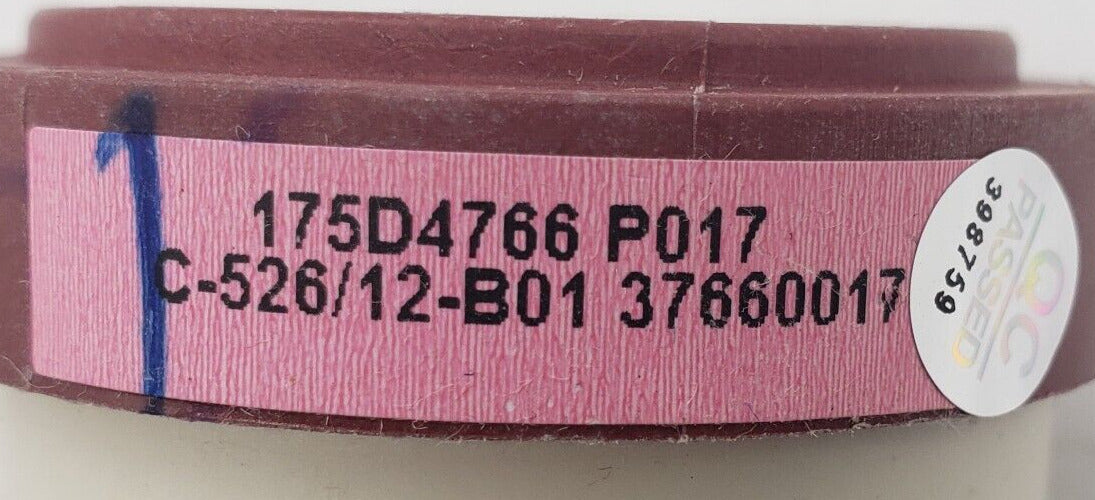 1
175D4766 P017
C-526/12-B01 37660017
QC
PASSED
398759